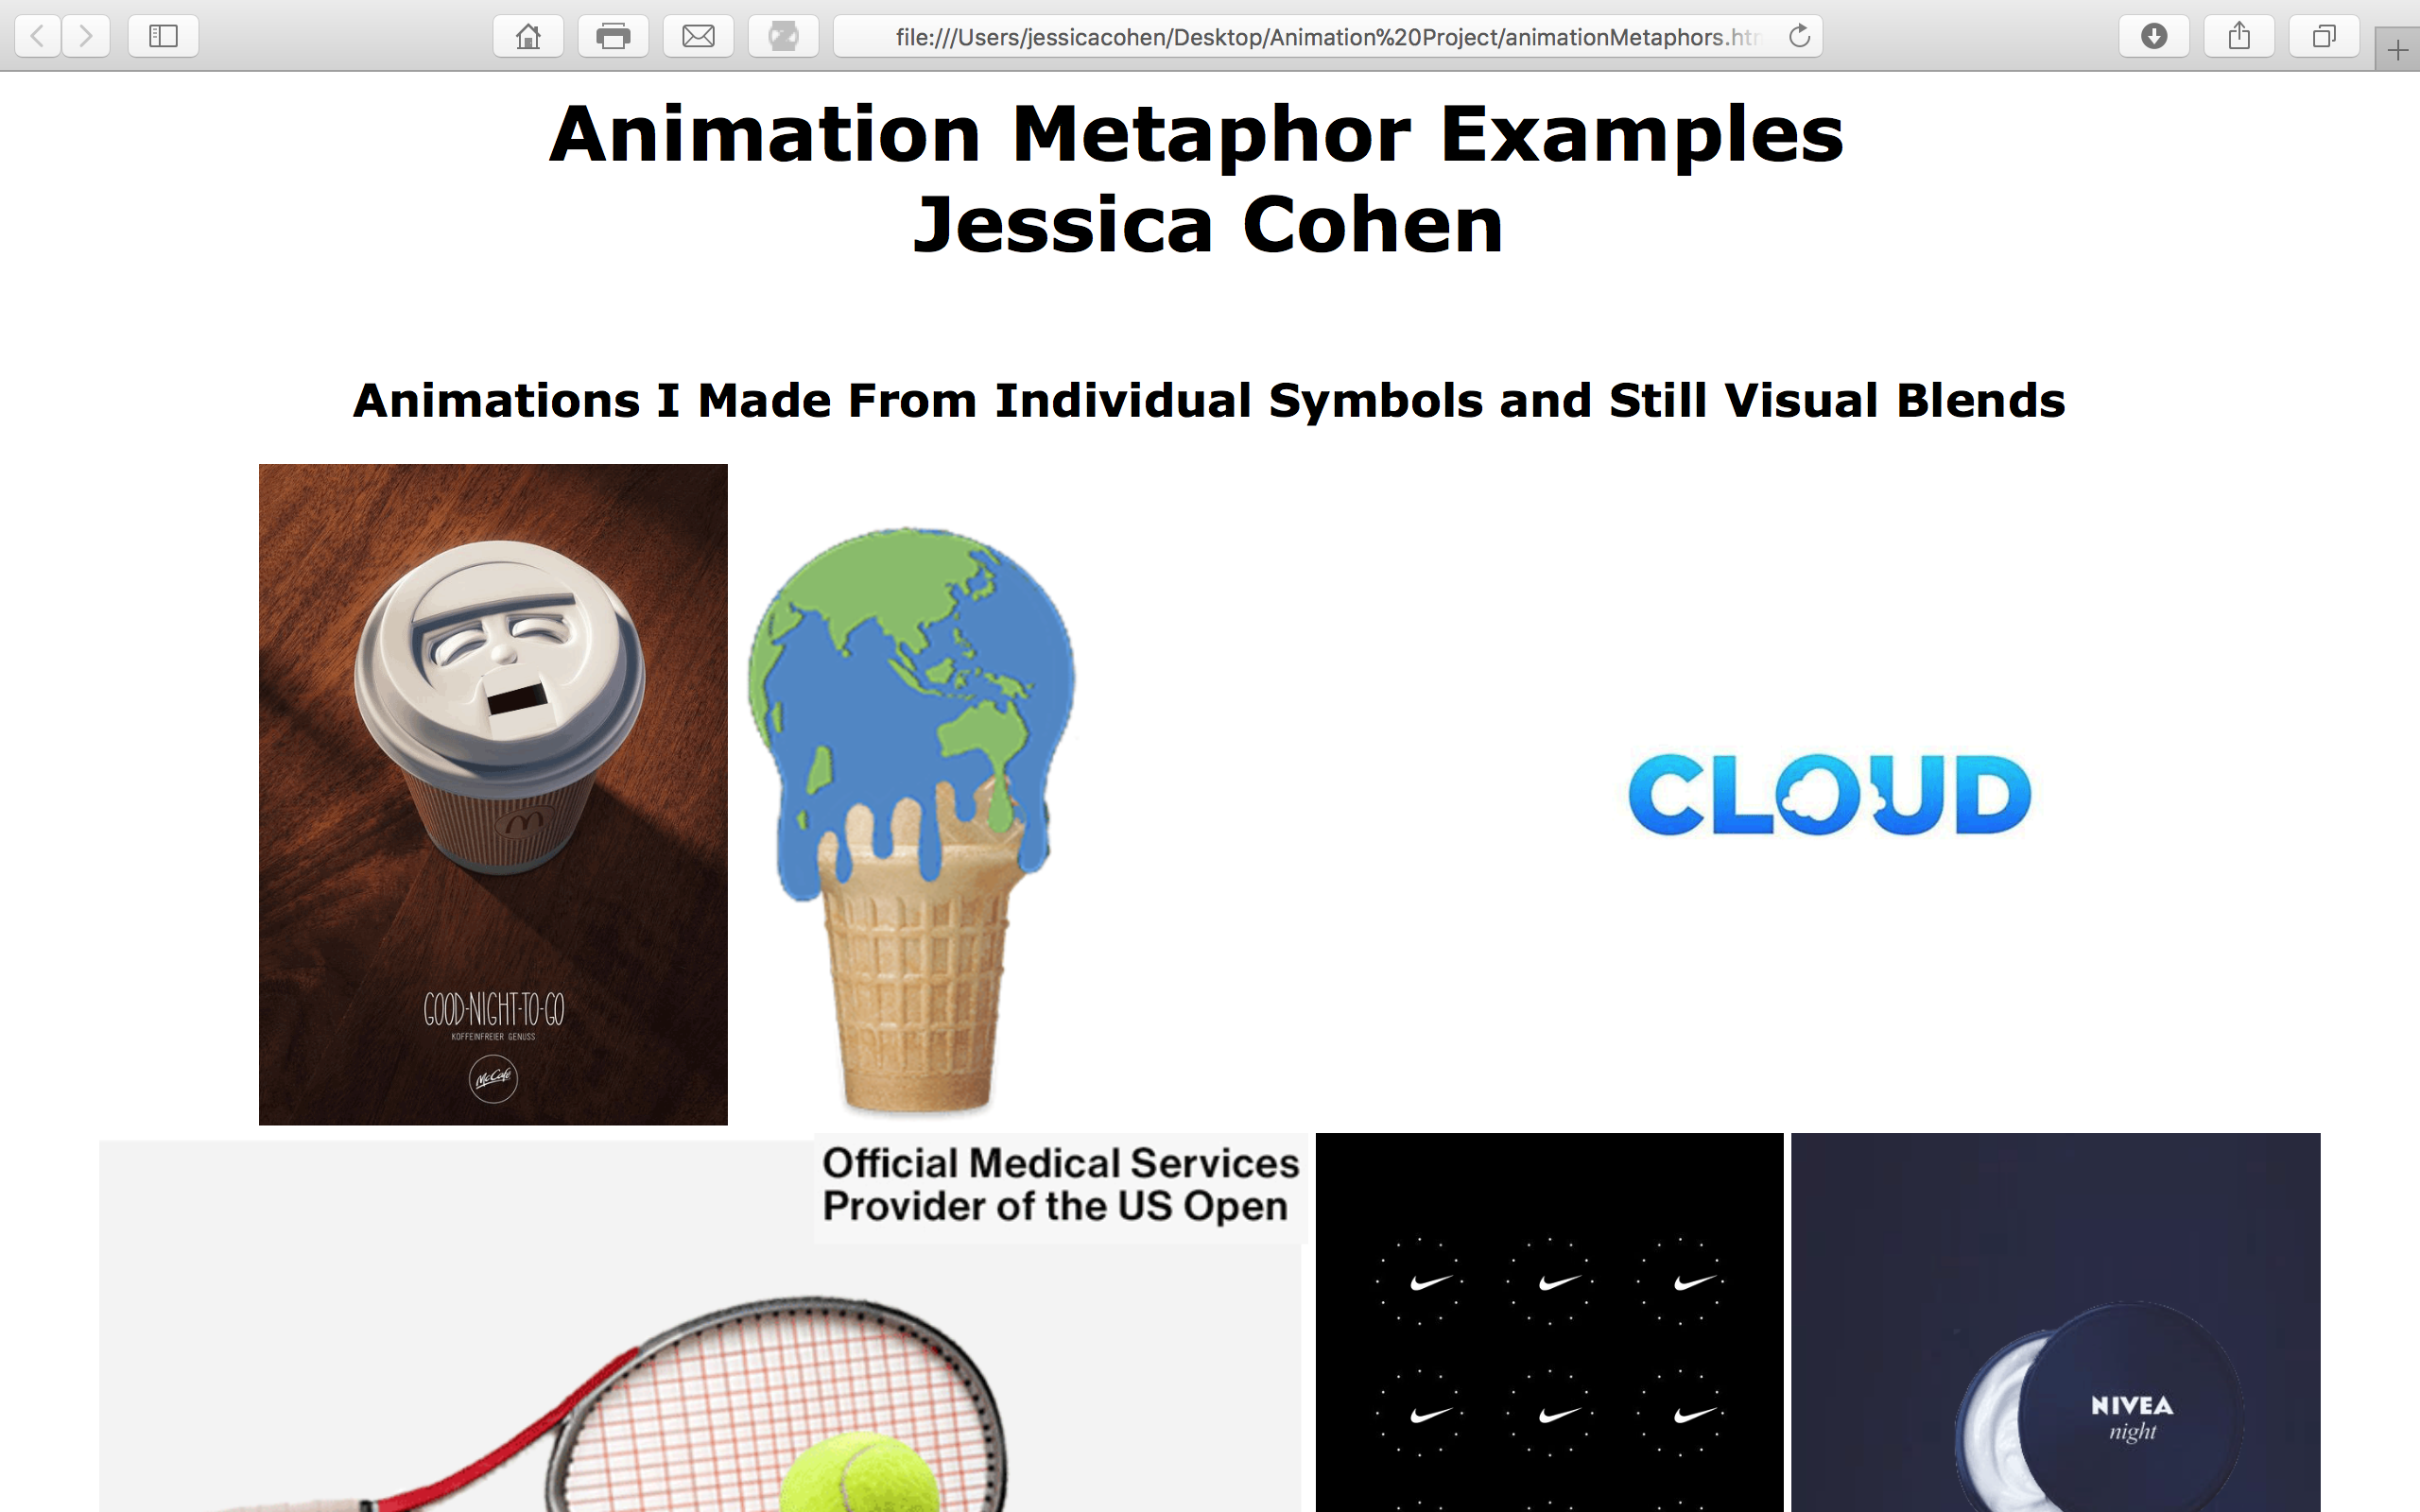 file:///Users/jessicacohen/Desktop/Animation%20Project/animationMetaphors.htm
Animation Metaphor Examples
Jessica Cohen
Animations I Made From Individual Symbols and Still Visual Blends
GOOD-NIGHT-TO-GO
KOFFEINFREIER GENUSS
McCafé
CLOUD
Official Medical Services
Provider of the US Open
NIVEA
night